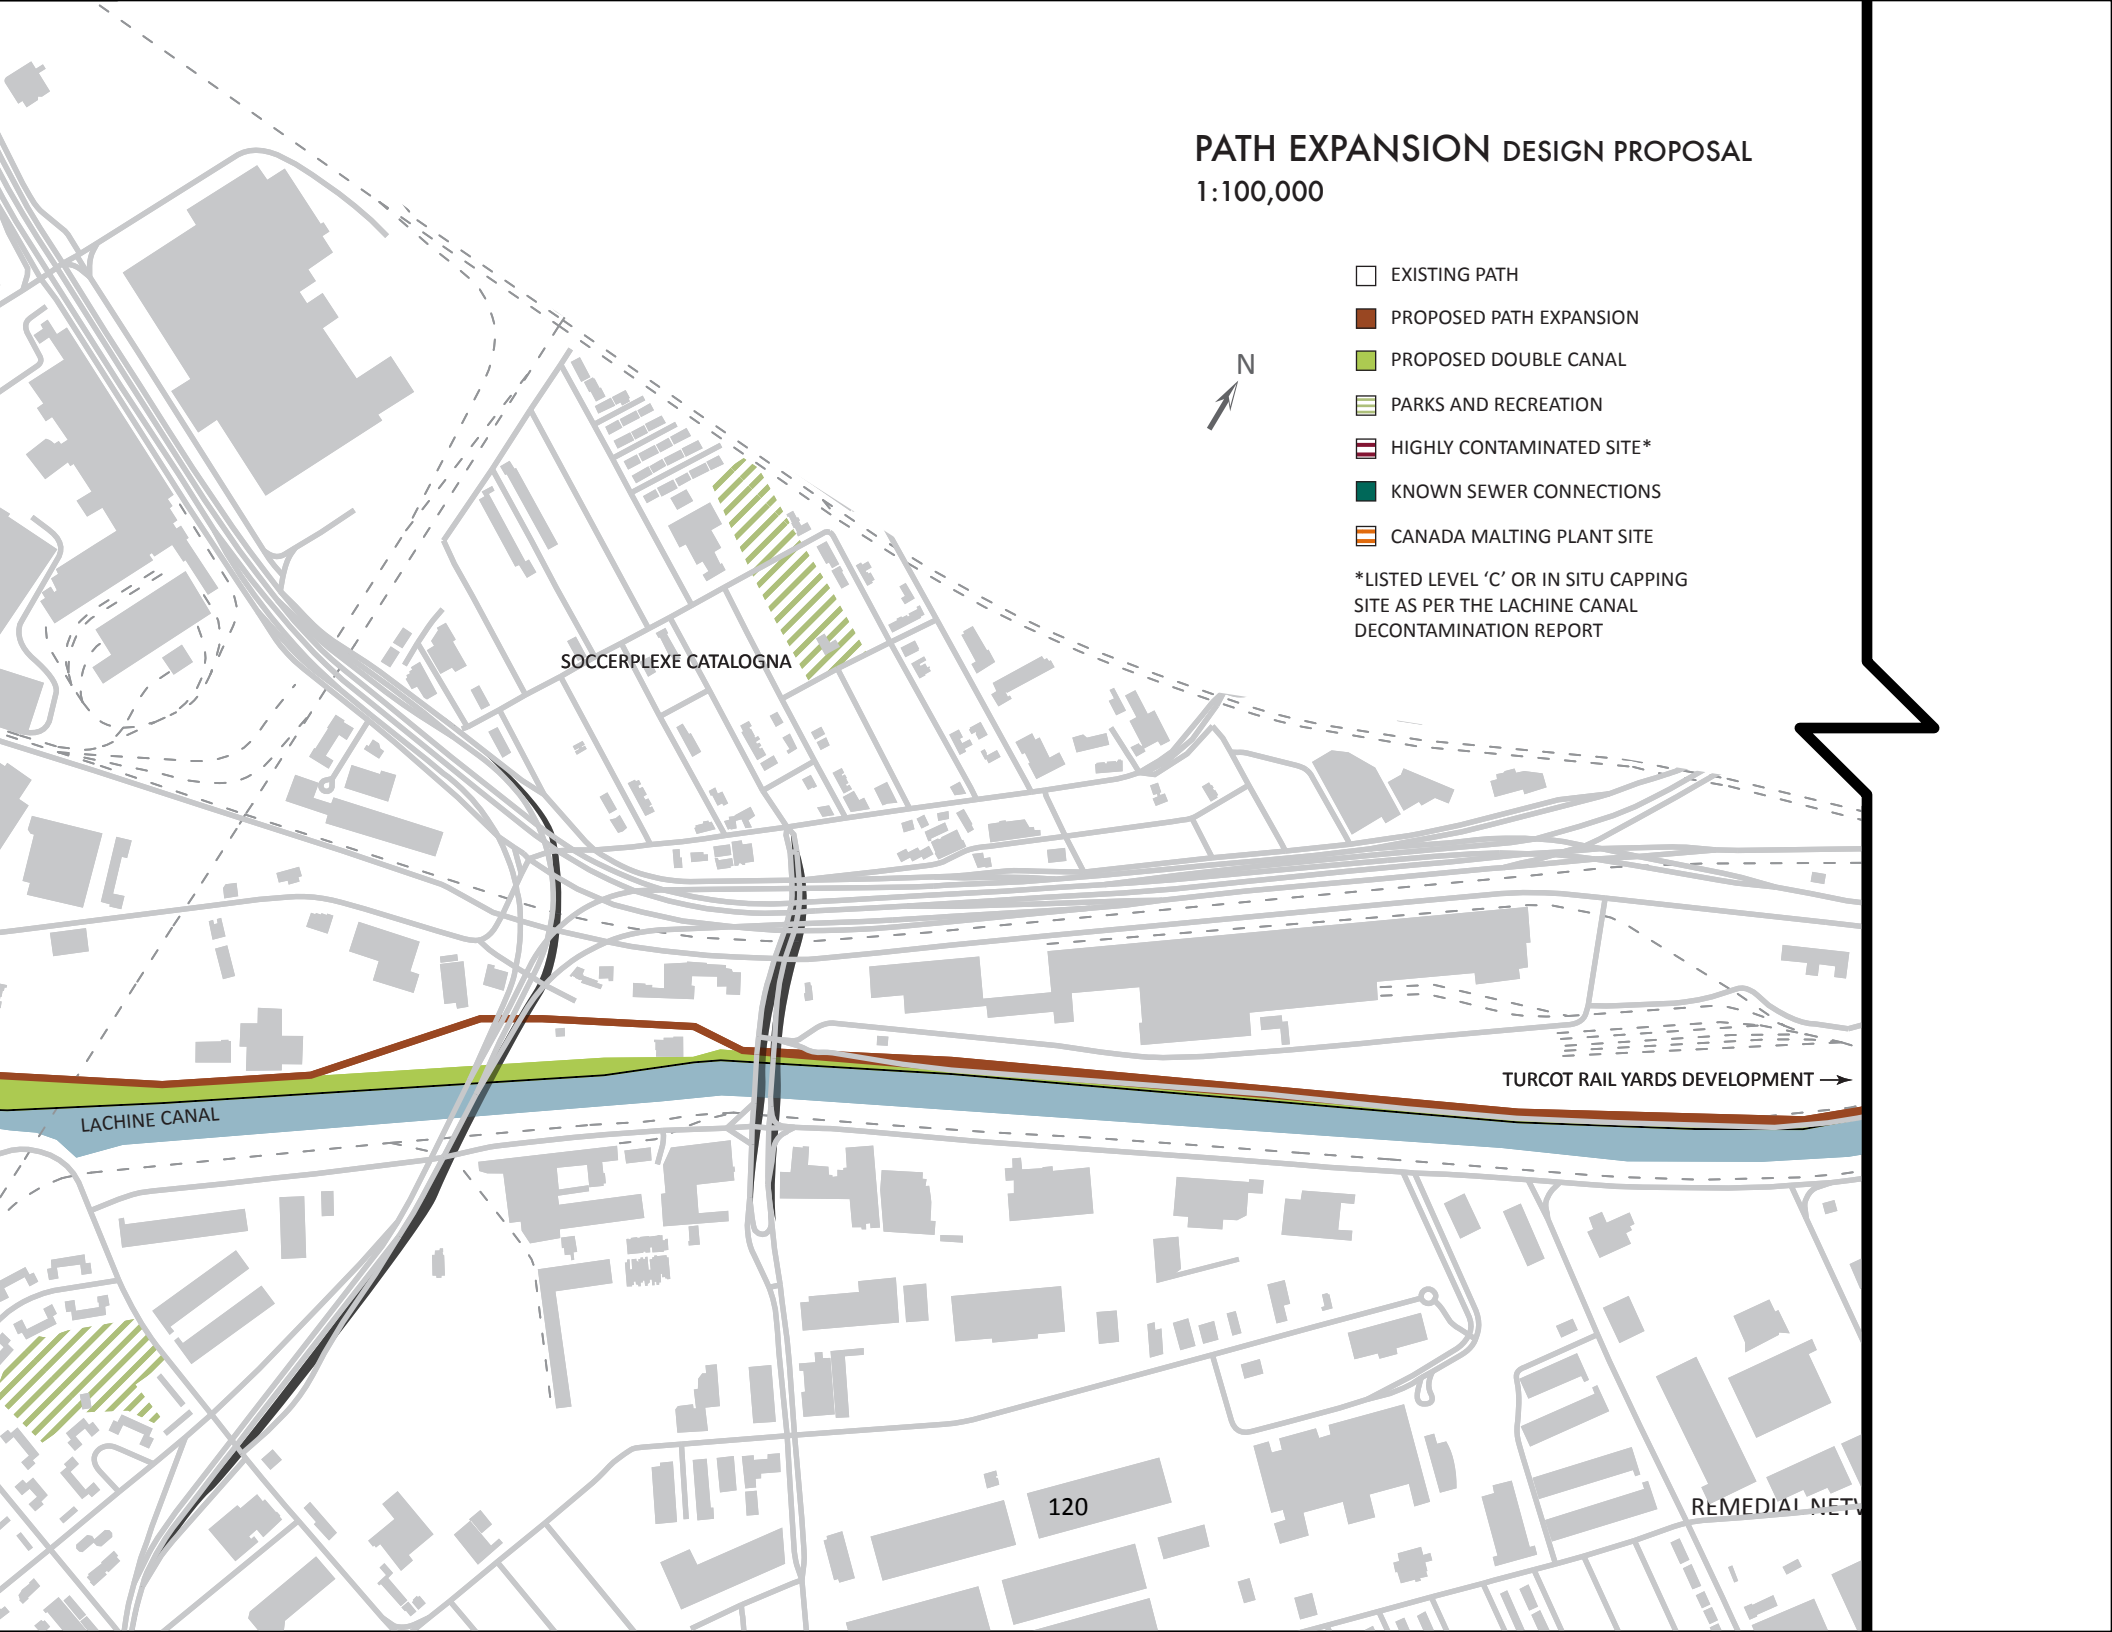 PATH EXPANSION DESIGN PROPOSAL
1:100,000
N
EXISTING PATH
PROPOSED PATH EXPANSION
PROPOSED DOUBLE CANAL
PARKS AND RECREATION
HIGHLY CONTAMINATED SITE*
KNOWN SEWER CONNECTIONS
CANADA MALTING PLANT SITE
*LISTED LEVEL ‘C’ OR IN SITU CAPPING
SITE AS PER THE LACHINE CANAL
DECONTAMINATION REPORT
SOCCERPLEXE CATALOGNA
TURCOT RAIL YARDS DEVELOPMENT
LACHINE CANAL
120
REMEDIAL